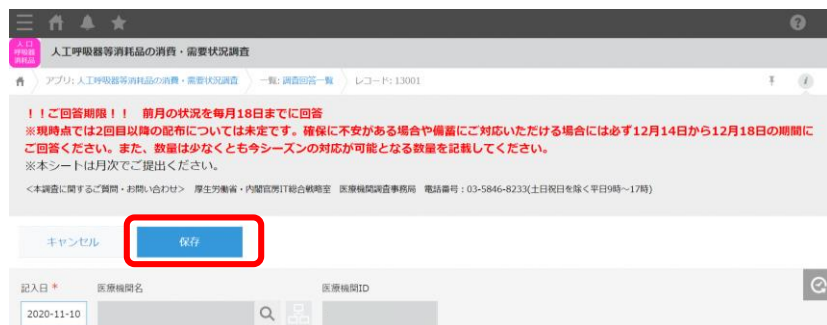 人口
呼吸器
消耗品
人工呼吸器等消耗品の消費・需要状況調査
アプリ: 人工呼吸器等消耗品の消費・需要状況調査 一覧: 調査回答一覧 レコード: 13001
！！ご回答期限！！ 前月の状況を毎月18日までに回答
※現時点では2回目以降の配布については未定です。確保に不安がある場合や備蓄にご対応いただける場合には必ず12月14日から12月18日の期間に
ご回答ください。また、数量は少なくとも今シーズンの対応が可能となる数量を記載してください。
※本シートは月次でご提出ください。
＜本調査に関するご質問・お問い合わせ＞ 厚生労働省・内閣官房IT総合戦略室 医療機関調査事務局 電話番号：03-5846-8233(土日祝日を除く平日9時～17時)
キャンセル 保存
記入日 * 医療機関名 医療機関ID
2020-11-10